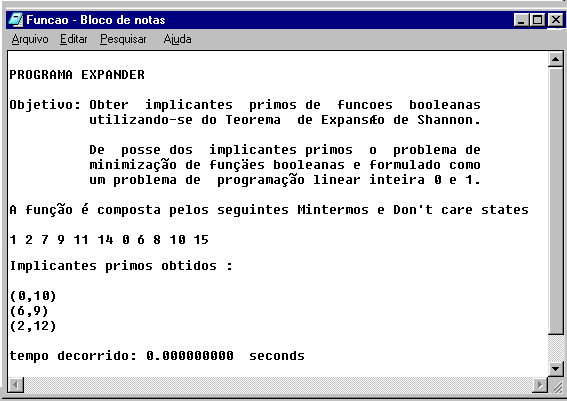 Funcao - Bloco de notas
Arquivo Editar Pesquisar Ajuda
PROGRAMA EXPANDER
Objetivo: Obter implicantes primos de funcoes booleanas
utilizando-se do Teorema de ExpansÆo de Shannon.
De posse dos implicantes primos o problema de
minimização de funções booleanas e formulado como
um problema de programação linear inteira 0 e 1.
A função é composta pelos seguintes Mintermos e Don't care states
1 2 7 9 11 14 0 6 8 10 15
Implicantes primos obtidos :
(0,10)
(6,9)
(2,12)
tempo decorrido: 0.000000000 seconds